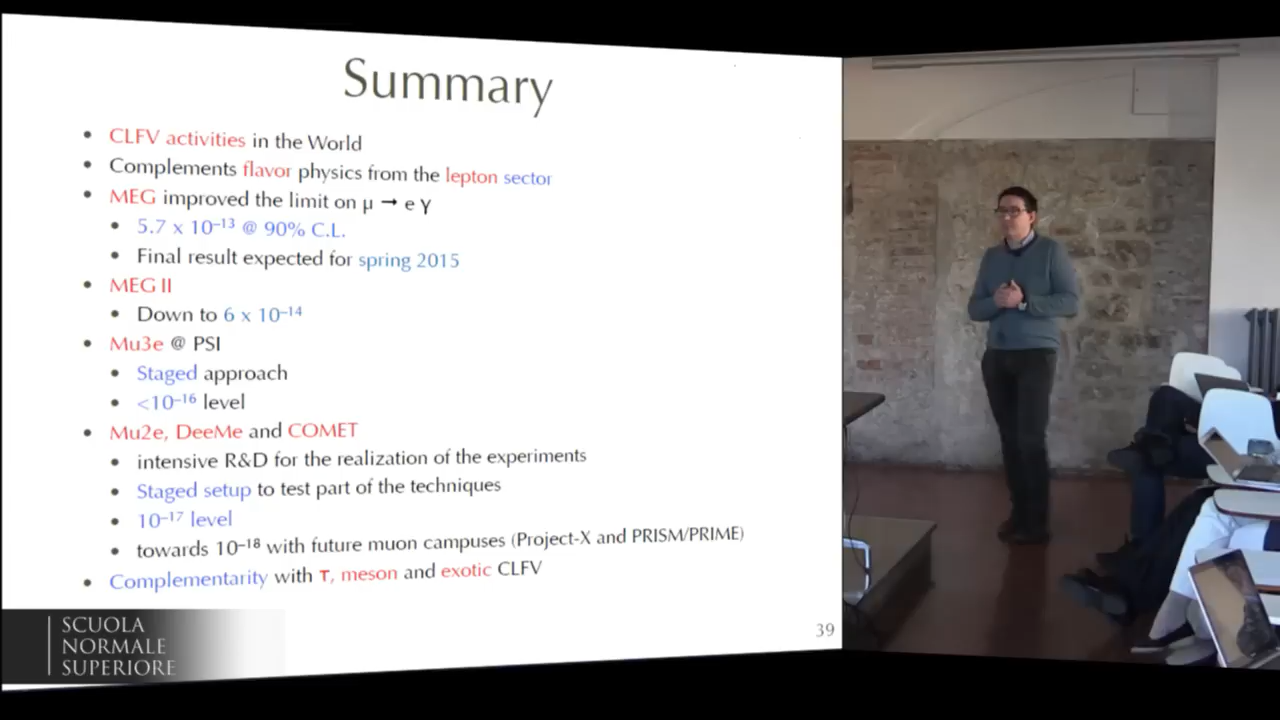 Summary
• CLFV activities in the World
• Complements flavor physics from the lepton sector
• MEG improved the limit on μ → e γ
• 5.7 x 10⁻¹³ @ 90% C.L.
• Final result expected for spring 2015
• MEG II
• Down to 6 x 10⁻¹⁴
• Mu3e @ PSI
• Staged approach
• <10⁻¹⁶ level
• Mu2e, DeeMe and COMET
• intensive R&D for the realization of the experiments
• Staged setup to test part of the techniques
• 10⁻¹⁷ level
• towards 10⁻¹⁸ with future muon campuses (Project-X and PRISM/PRIME)
• Complementarity with τ, meson and exotic CLFV
39
SCUOLA
NORMALE
SUPERIORE